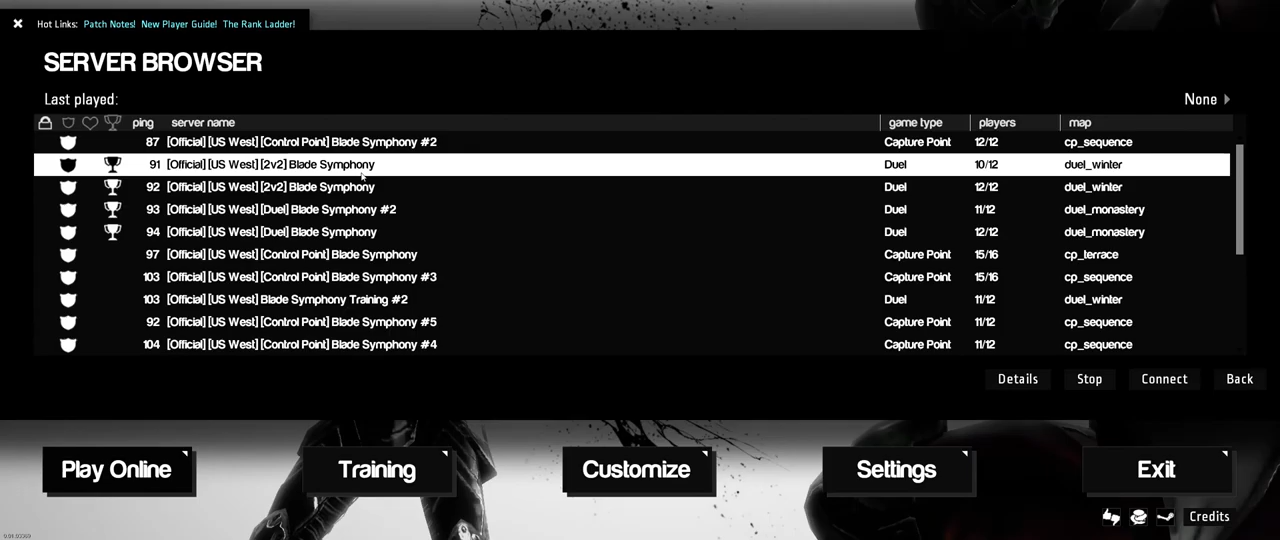 × Hot Links: Patch Notes! New Player Guide! The Rank Ladder!
SERVER BROWSER
Last played: None
ping server name game type players map
87 [Official] [US West] [Control Point] Blade Symphony #2 Capture Point 12/12 cp_sequence
91 [Official] [US West] [2v2] Blade Symphony Duel 10/12 duel_winter
92 [Official] [US West] [2v2] Blade Symphony Duel 12/12 duel_winter
93 [Official] [US West] [Duel] Blade Symphony #2 Duel 11/12 duel_monastery
94 [Official] [US West] [Duel] Blade Symphony Duel 12/12 duel_monastery
97 [Official] [US West] [Control Point] Blade Symphony Capture Point 15/16 cp_terrace
103 [Official] [US West] [Control Point] Blade Symphony #3 Capture Point 15/16 cp_sequence
103 [Official] [US West] Blade Symphony Training #2 Duel 11/12 duel_winter
92 [Official] [US West] [Control Point] Blade Symphony #5 Capture Point 11/12 cp_sequence
104 [Official] [US West] [Control Point] Blade Symphony #4 Capture Point 11/12 cp_sequence
Details Stop Connect Back
Play Online Training Customize Settings Exit
Credits